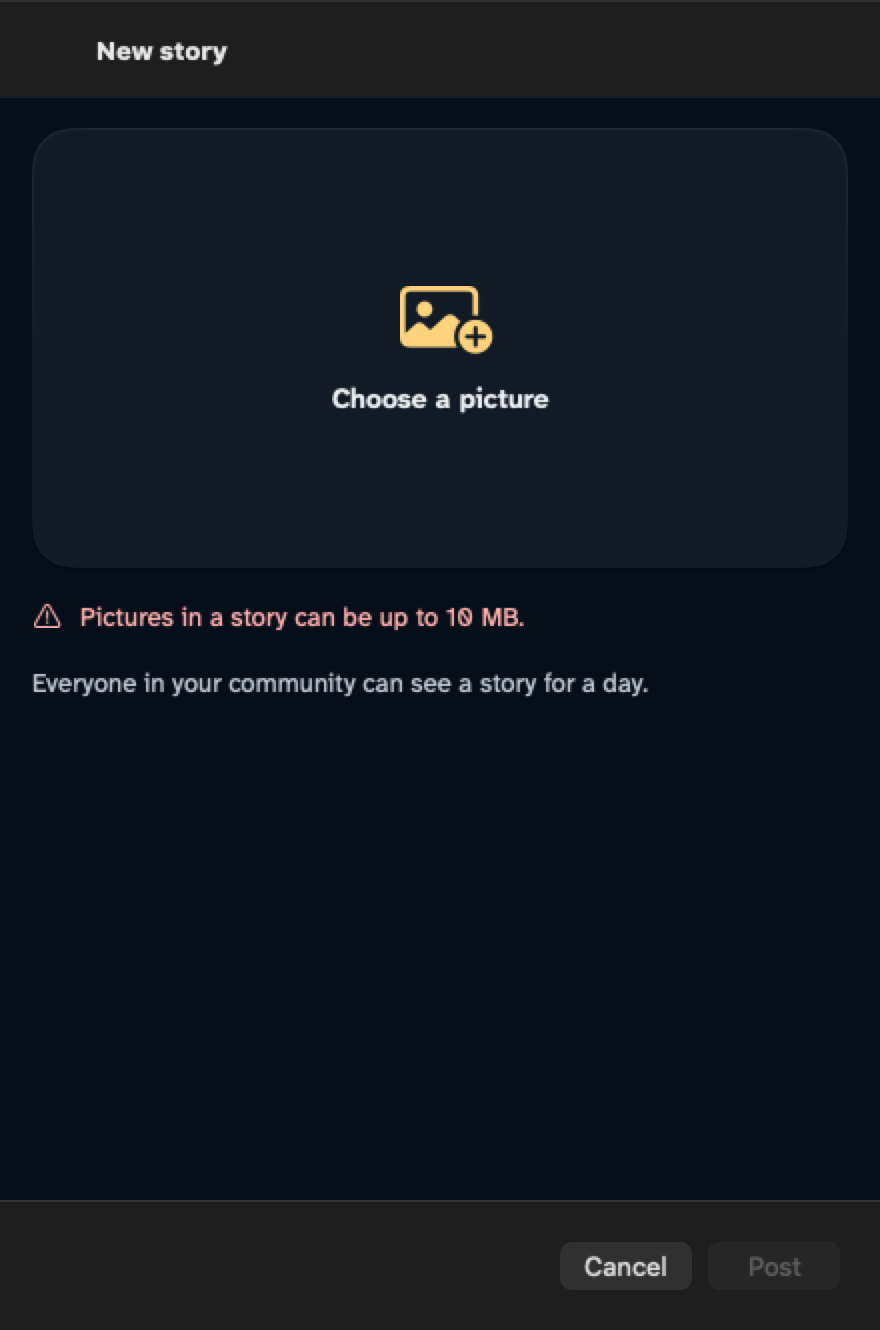 New story
Choose a picture
Pictures in a story can be up to 10 MB.
Everyone in your community can see a story for a day.
Cancel
Post